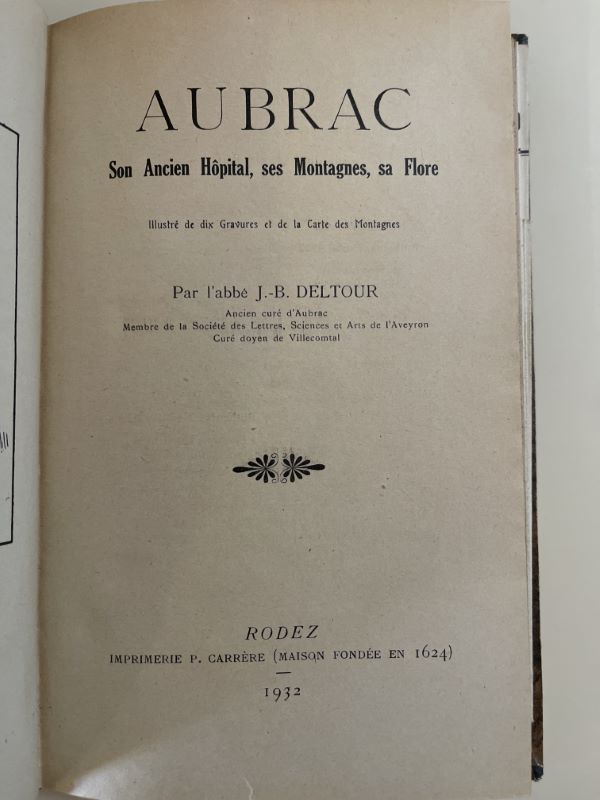 AUBRAC
Son Ancien Hôpital, ses Montagnes, sa Flore
Illustré de dix Gravures et de la Carte des Montagnes
Par l'abbé J.-B. DELTOUR
Ancien curé d'Aubrac
Membre de la Société des Lettres, Sciences et Arts de l'Aveyron
Curé doyen de Villecomtal
RODEZ
IMPRIMERIE P. CARRÈRE (MAISON FONDÉE EN 1624)
1932